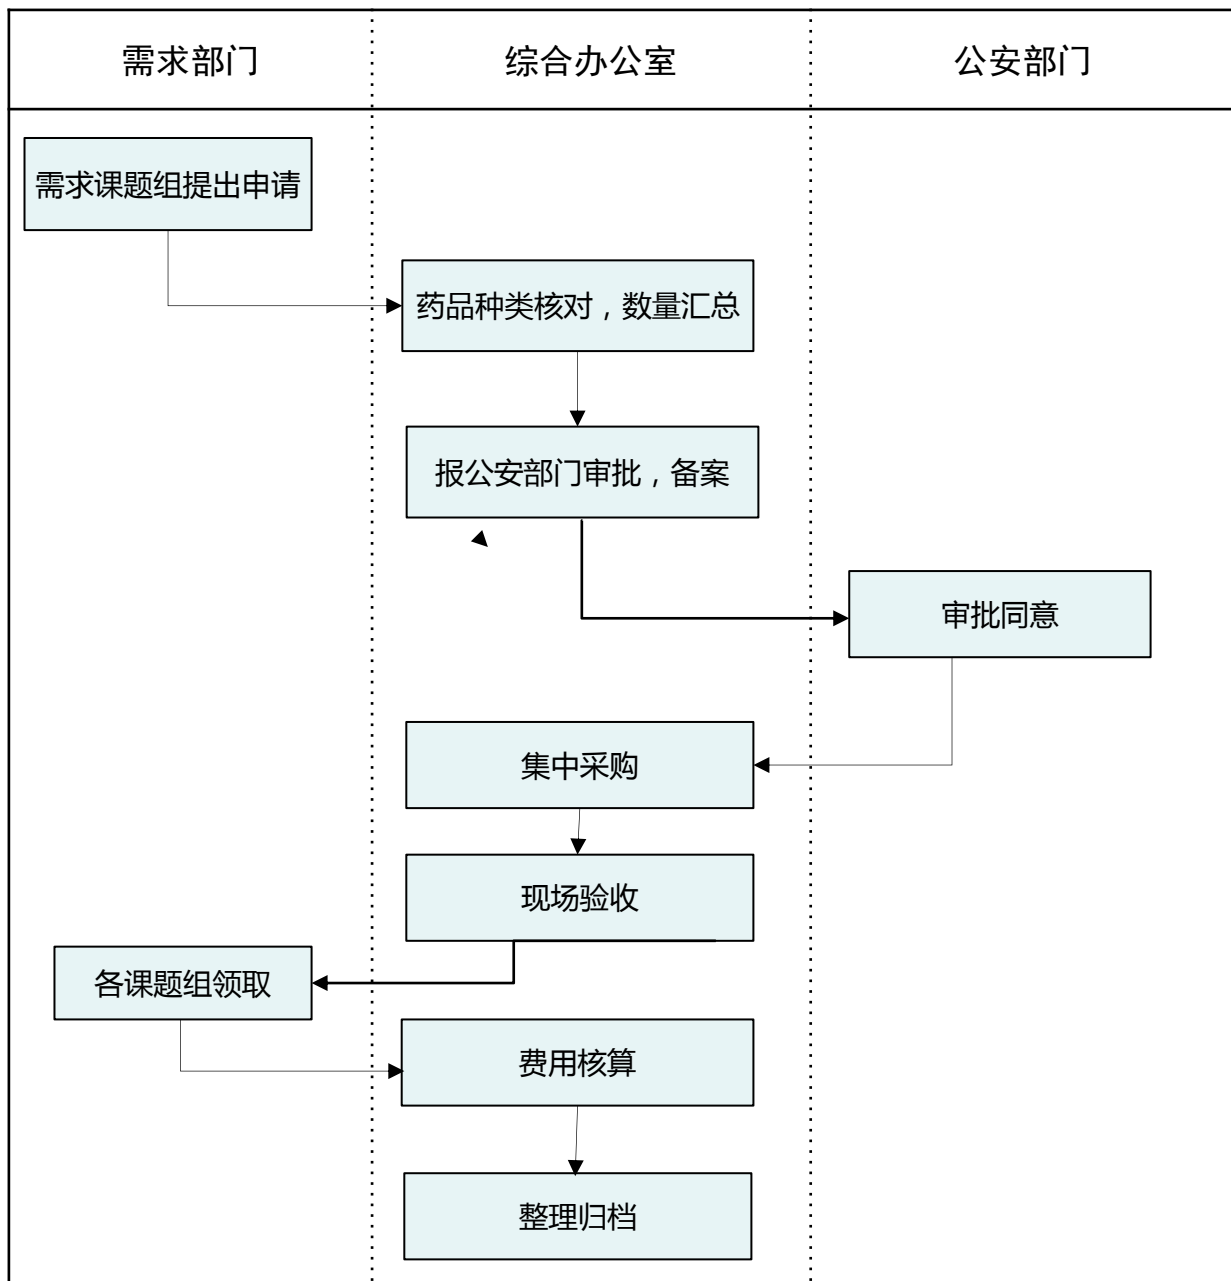 需求部门
综合办公室
公安部门
需求课题组提出申请
药品种类核对，数量汇总
报公安部门审批，备案
审批同意
集中采购
现场验收
各课题组领取
费用核算
整理归档